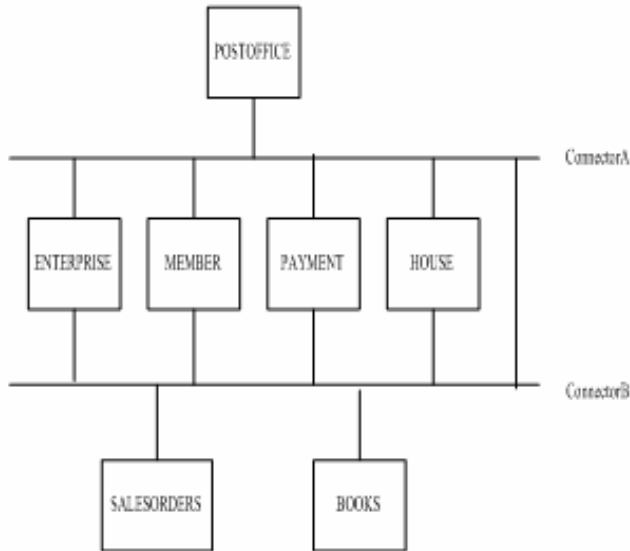 POSTOFFICE
ConnectorA
ENTERPRISE
MEMBER
PAYMENT
HOUSE
ConnectorB
SALESORDERS
BOOKS